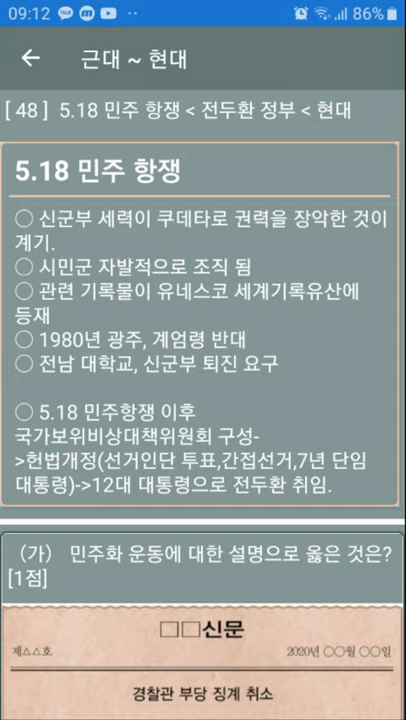 09:12 86%
근대 ~ 현대
[ 48 ] 5.18 민주 항쟁 < 전두환 정부 < 현대
5.18 민주 항쟁
○ 신군부 세력이 쿠데타로 권력을 장악한 것이
계기.
○ 시민군 자발적으로 조직 됨
○ 관련 기록물이 유네스코 세계기록유산에
등재
○ 1980년 광주, 계엄령 반대
○ 전남 대학교, 신군부 퇴진 요구
○ 5.18 민주항쟁 이후
국가보위비상대책위원회 구성-
>헌법개정(선거인단 투표,간접선거,7년 단임
대통령)->12대 대통령으로 전두환 취임.
(가) 민주화 운동에 대한 설명으로 옳은 것은?
[1점]
□□신문
제△△호 2020년 ○○월 ○○일
경찰관 부당 징계 취소